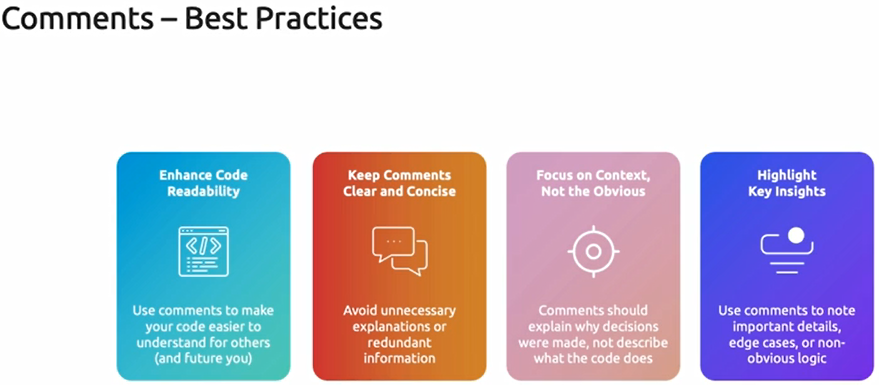 Comments – Best Practices
Enhance Code
Readability
</>
Use comments to make
your code easier to
understand for others
(and future you)
Keep Comments
Clear and Concise
Avoid unnecessary
explanations or
redundant
information
Focus on Context,
Not the Obvious
Comments should
explain why decisions
were made, not describe
what the code does
Highlight
Key Insights
Use comments to note
important details,
edge cases, or non-
obvious logic